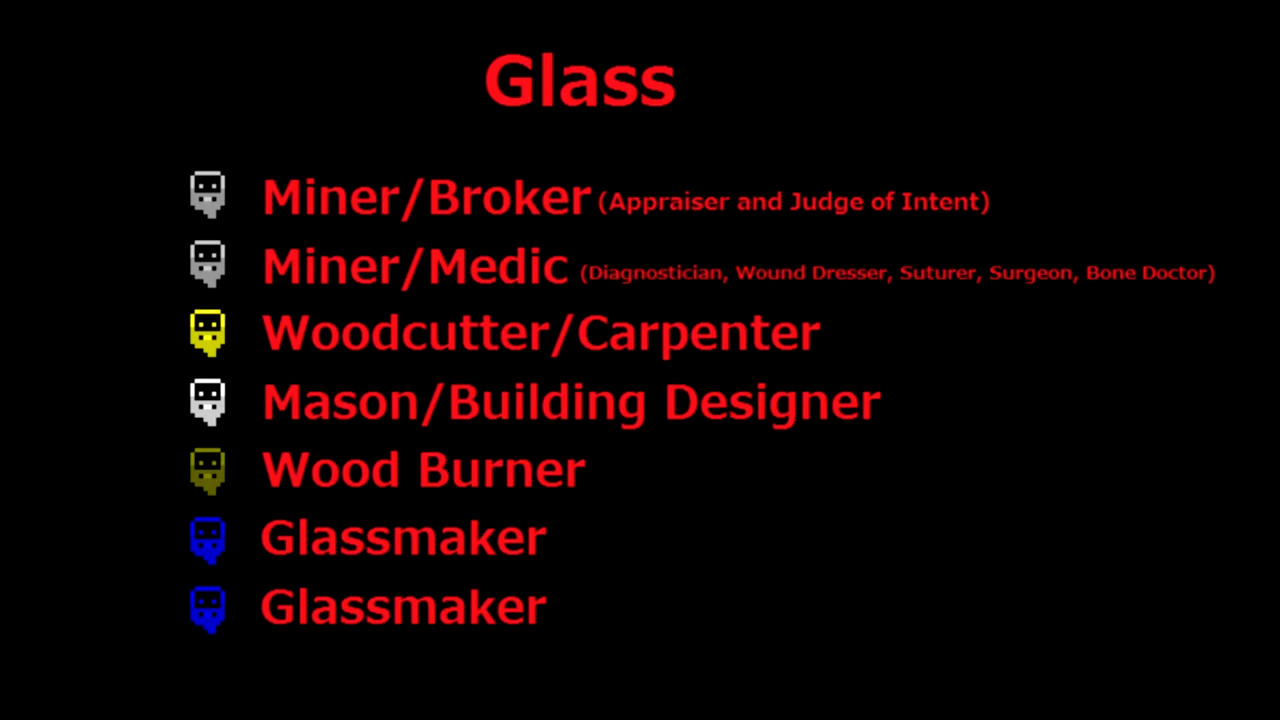 Glass
Miner/Broker (Appraiser and Judge of Intent)
Miner/Medic (Diagnostician, Wound Dresser, Suturer, Surgeon, Bone Doctor)
Woodcutter/Carpenter
Mason/Building Designer
Wood Burner
Glassmaker
Glassmaker